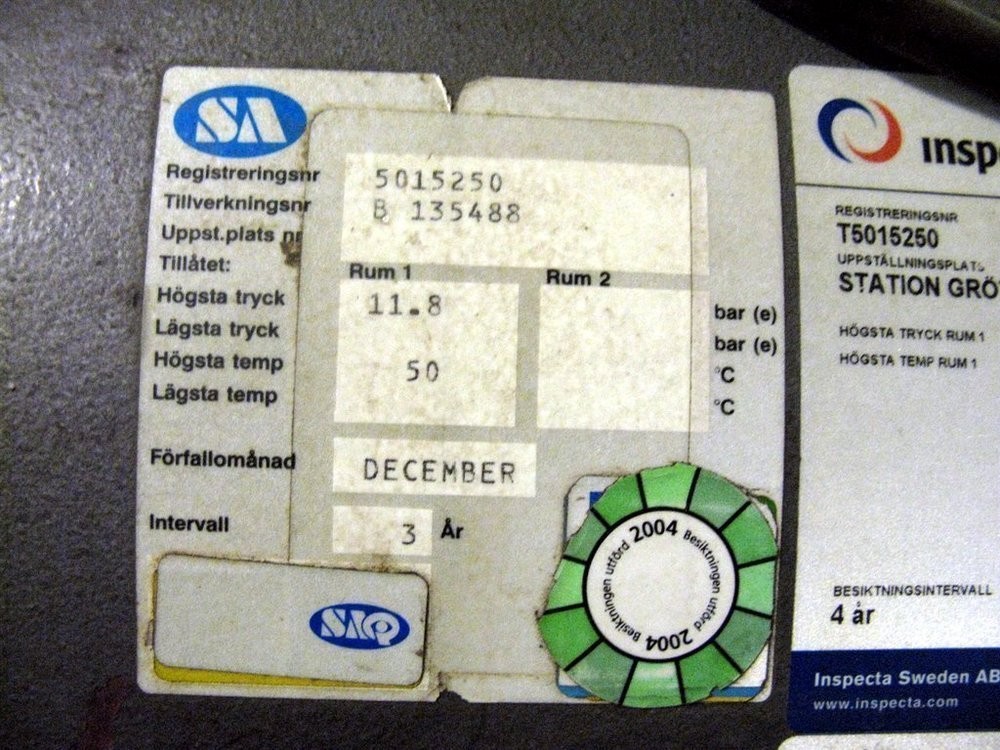 SA
Registreringsnr 5015250
Tillverkningsnr B 135488
Uppst.plats nr
Tillåtet: Rum 1 Rum 2
Högsta tryck 11.8 bar (e)
Lägsta tryck bar (e)
Högsta temp 50 °C
Lägsta temp °C
Förfallomånad DECEMBER
Intervall 3 År
SAQ
2004 Besiktningen utförd
2004 Besiktningen utförd
REGISTRERINGSNR
T5015250
UPPSTÄLLNINGSPLATS
STATION
HÖGSTA TRYCK RUM 1
HÖGSTA TEMP RUM 1
BESIKTNINGSINTERVALL
4 år
Inspecta Sweden AB
www.inspecta.com